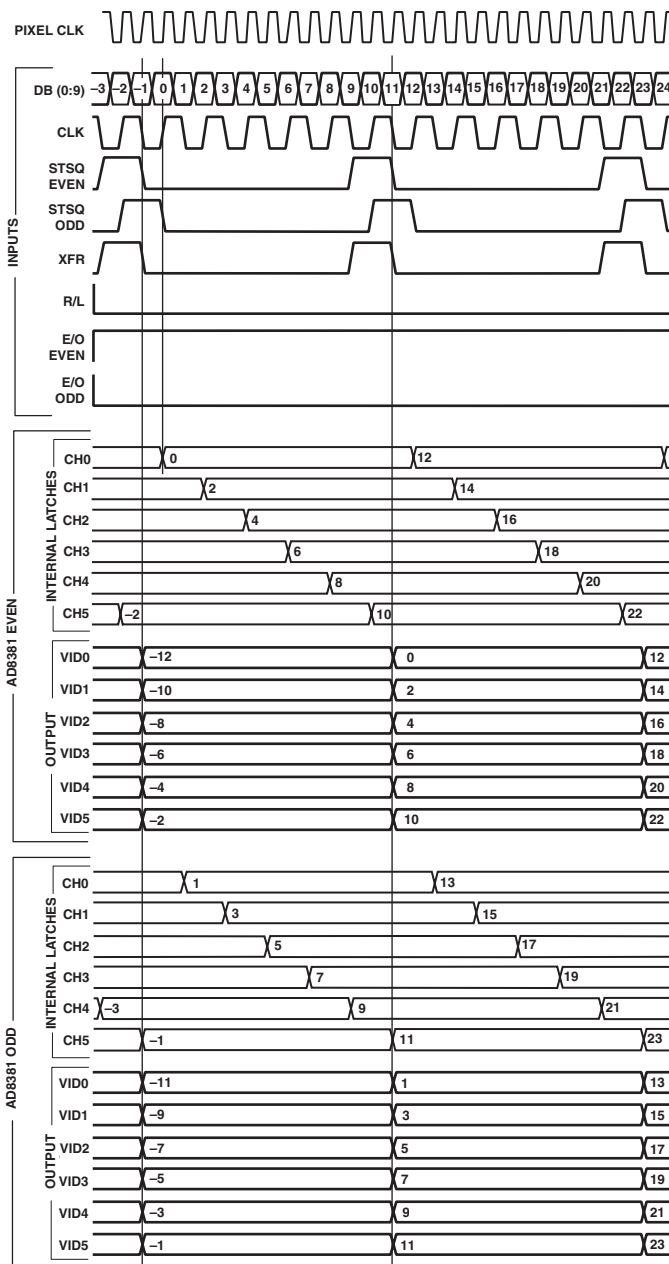 PIXEL CLK
INPUTS
DB (0:9) –3 –2 –1 0 1 2 3 4 5 6 7 8 9 10 11 12 13 14 15 16 17 18 19 20 21 22 23 24
CLK
STSQ
EVEN
STSQ
ODD
XFR
R/L
E/O
EVEN
E/O
ODD
AD8381 EVEN
INTERNAL LATCHES
CH0 0 12
CH1 2 14
CH2 4 16
CH3 6 18
CH4 8 20
CH5 –2 10 22
OUTPUT
VID0 –12 0 12
VID1 –10 2 14
VID2 –8 4 16
VID3 –6 6 18
VID4 –4 8 20
VID5 –2 10 22
AD8381 ODD
INTERNAL LATCHES
CH0 1 13
CH1 3 15
CH2 5 17
CH3 7 19
CH4 –3 9 21
CH5 –1 11 23
OUTPUT
VID0 –11 1 13
VID1 –9 3 15
VID2 –7 5 17
VID3 –5 7 19
VID4 –3 9 21
VID5 –1 11 23